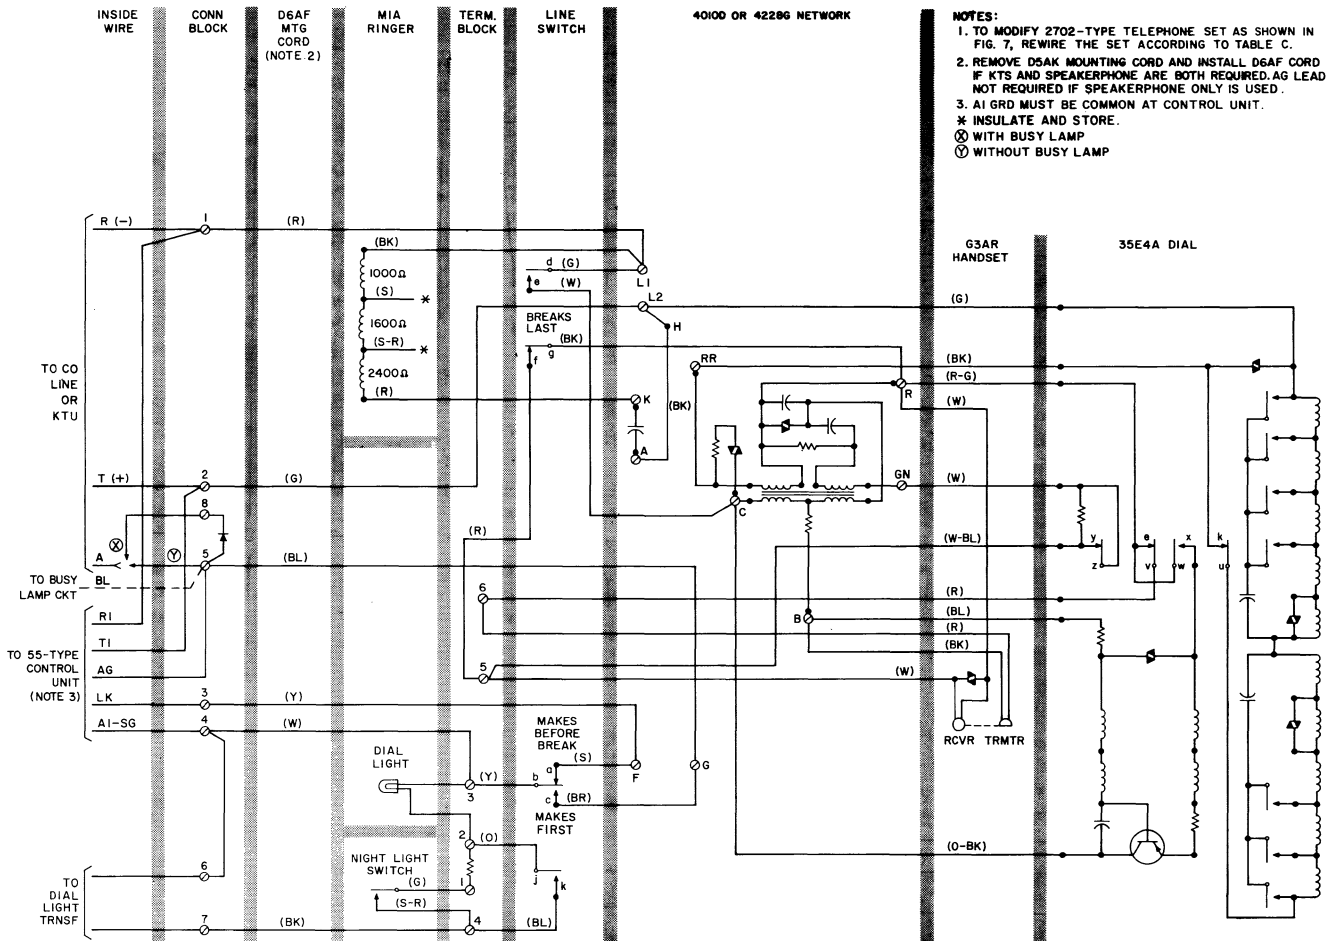 INSIDE WIRE
CONN BLOCK
D6AF MTG CORD (NOTE 2)
MIA RINGER
TERM. BLOCK
LINE SWITCH
4010D OR 4228G NETWORK
NOTES:
1. TO MODIFY 2702-TYPE TELEPHONE SET AS SHOWN IN
FIG. 7, REWIRE THE SET ACCORDING TO TABLE C.
2. REMOVE D5AK MOUNTING CORD AND INSTALL D6AF CORD
IF KTS AND SPEAKERPHONE ARE BOTH REQUIRED. AG LEAD
NOT REQUIRED IF SPEAKERPHONE ONLY IS USED.
3. AI GRD MUST BE COMMON AT CONTROL UNIT.
* INSULATE AND STORE.
Ⓧ WITH BUSY LAMP
Ⓨ WITHOUT BUSY LAMP
G3AR HANDSET
35E4A DIAL
R (-)
1
(R)
(BK)
d
(G)
1000Ω
e
(W)
L1
(S)
*
L2
(G)
1600Ω
BREAKS LAST
H
(S-R)
*
f
g
(BK)
RR
(BK)
2400Ω
(R-G)
TO CO LINE OR KTU
(R)
K
(BK)
R
(W)
A
T (+)
2
(G)
GN
(W)
8
C
(R)
Ⓧ
Ⓨ
(W-BL)
y
e
x
k
A
5
(BL)
z
v
w
u
TO BUSY LAMP CKT
BL
6
(R)
RI
B
(BL)
(R)
TI
(BK)
TO 55-TYPE CONTROL UNIT (NOTE 3)
AG
5
(W)
LK
3
(Y)
AI-SG
4
(W)
MAKES BEFORE BREAK
RCVR
TRMTR
DIAL LIGHT
a
(S)
F
G
3
(Y)
b
c
(BR)
MAKES FIRST
2
(O)
(O-BK)
6
NIGHT LIGHT SWITCH
j
k
TO DIAL LIGHT TRNSF
(G)
1
(S-R)
7
(BK)
4
(BL)